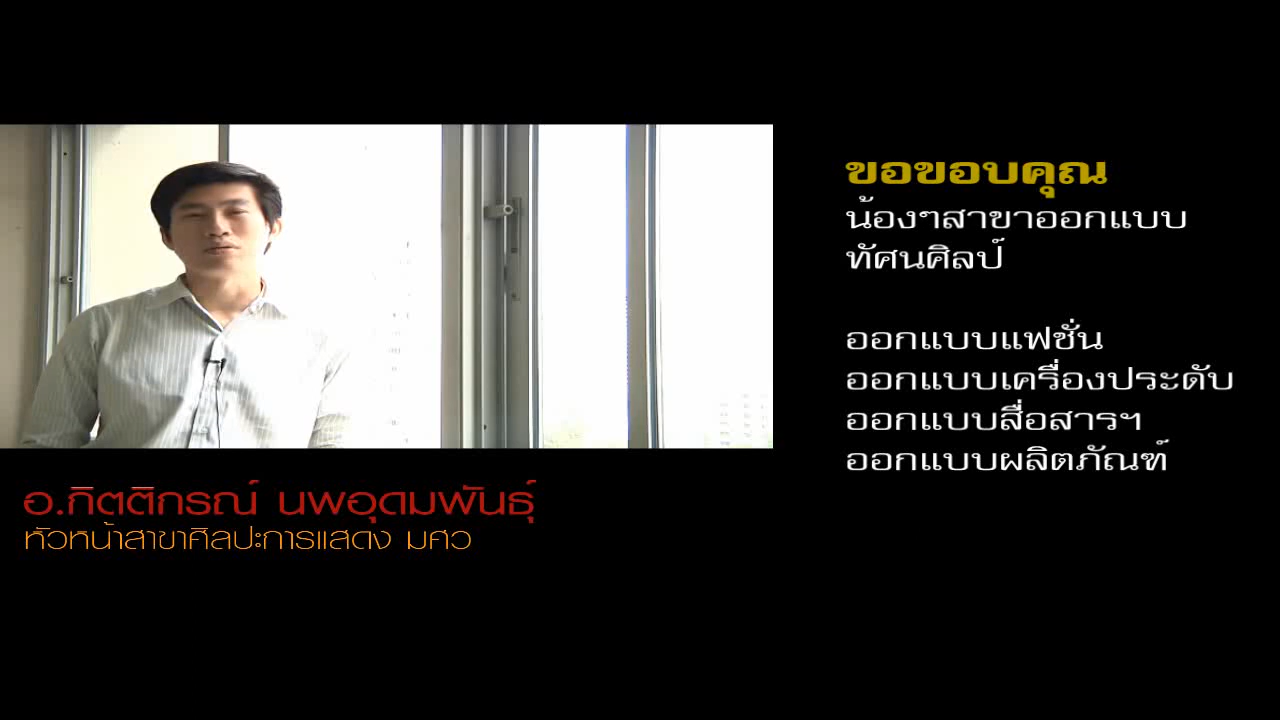 ขอขอบคุณ
น้องๆสาขาออกแบบ
ทัศนศิลป์
ออกแบบแฟชั่น
ออกแบบเครื่องประดับ
ออกแบบสื่อสารฯ
ออกแบบผลิตภัณฑ์
อ.กิตติกรณ์ นพอุดมพันธุ์
หัวหน้าสาขาศิลปะการแสดง มศว